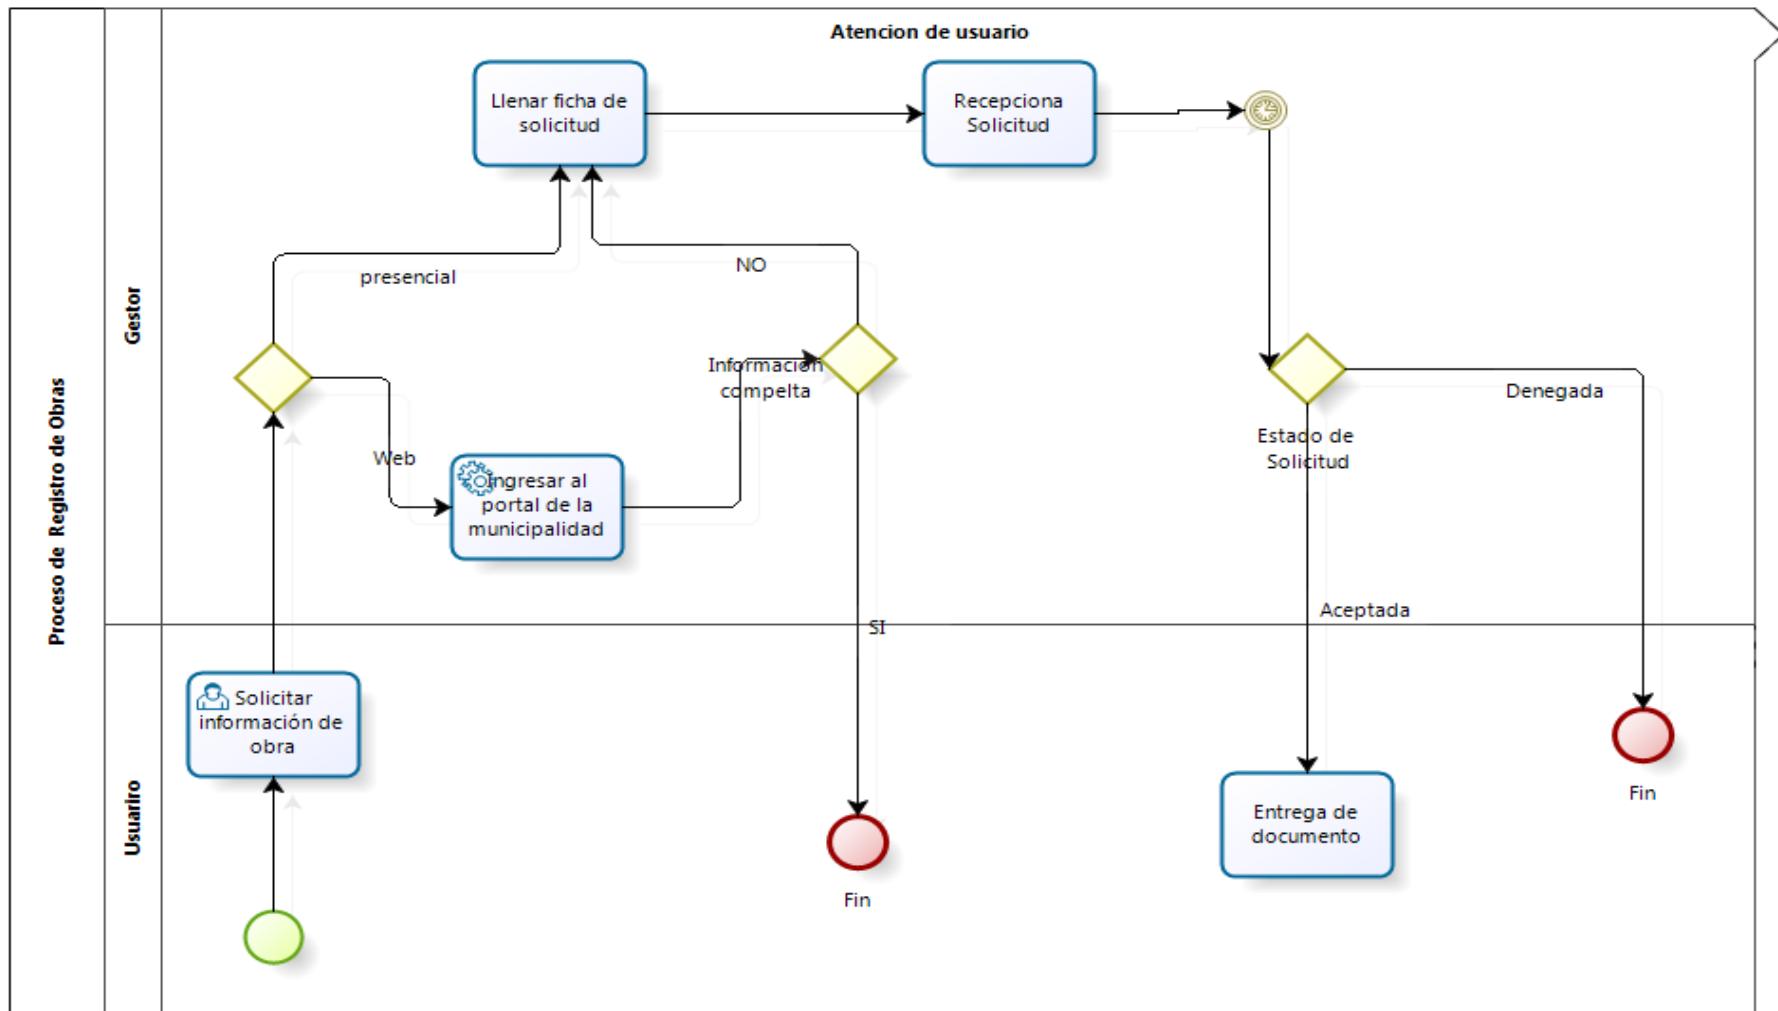 Atencion de usuario
Proceso de Registro de Obras
Gestor
Usuariro
Llenar ficha de
solicitud
Recepciona
Solicitud
presencial
NO
Información
compelta
Denegada
Estado de
Solicitud
Web
Ingresar al
portal de la
municipalidad
Aceptada
SI
Solicitar
información de
obra
Entrega de
documento
Fin
Fin